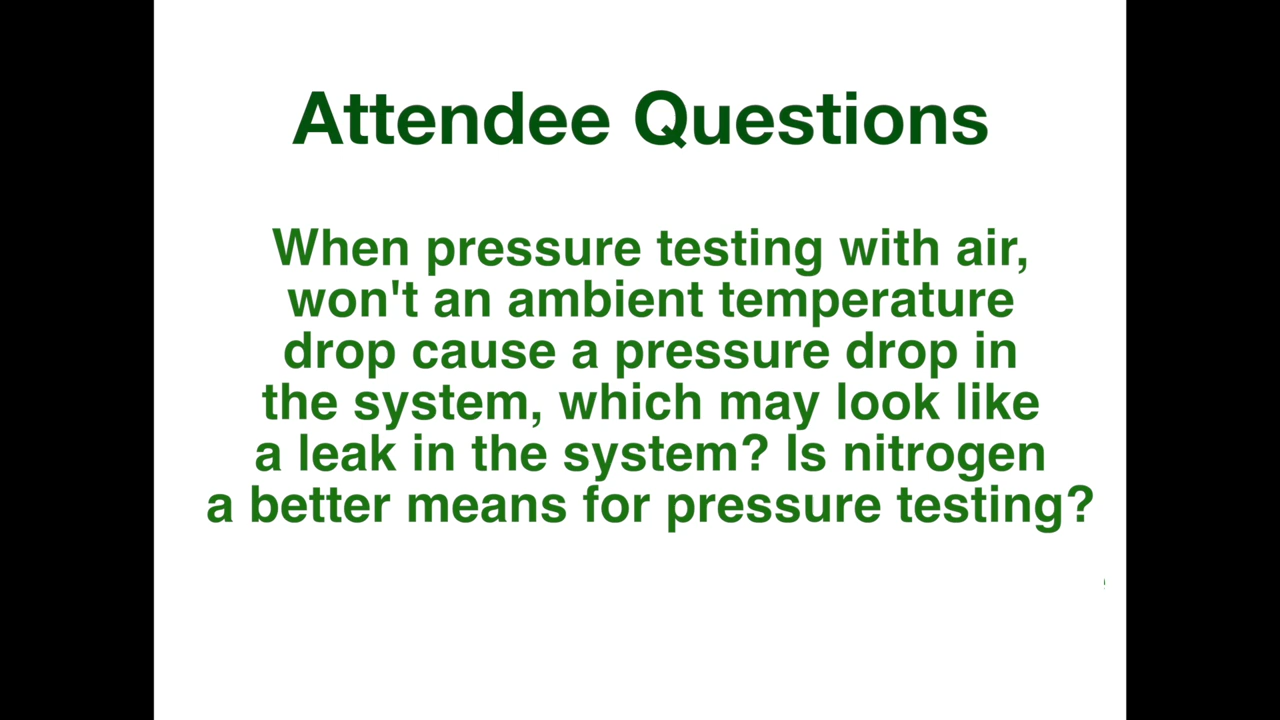 Attendee Questions
When pressure testing with air,
won't an ambient temperature
drop cause a pressure drop in
the system, which may look like
a leak in the system? Is nitrogen
a better means for pressure testing?